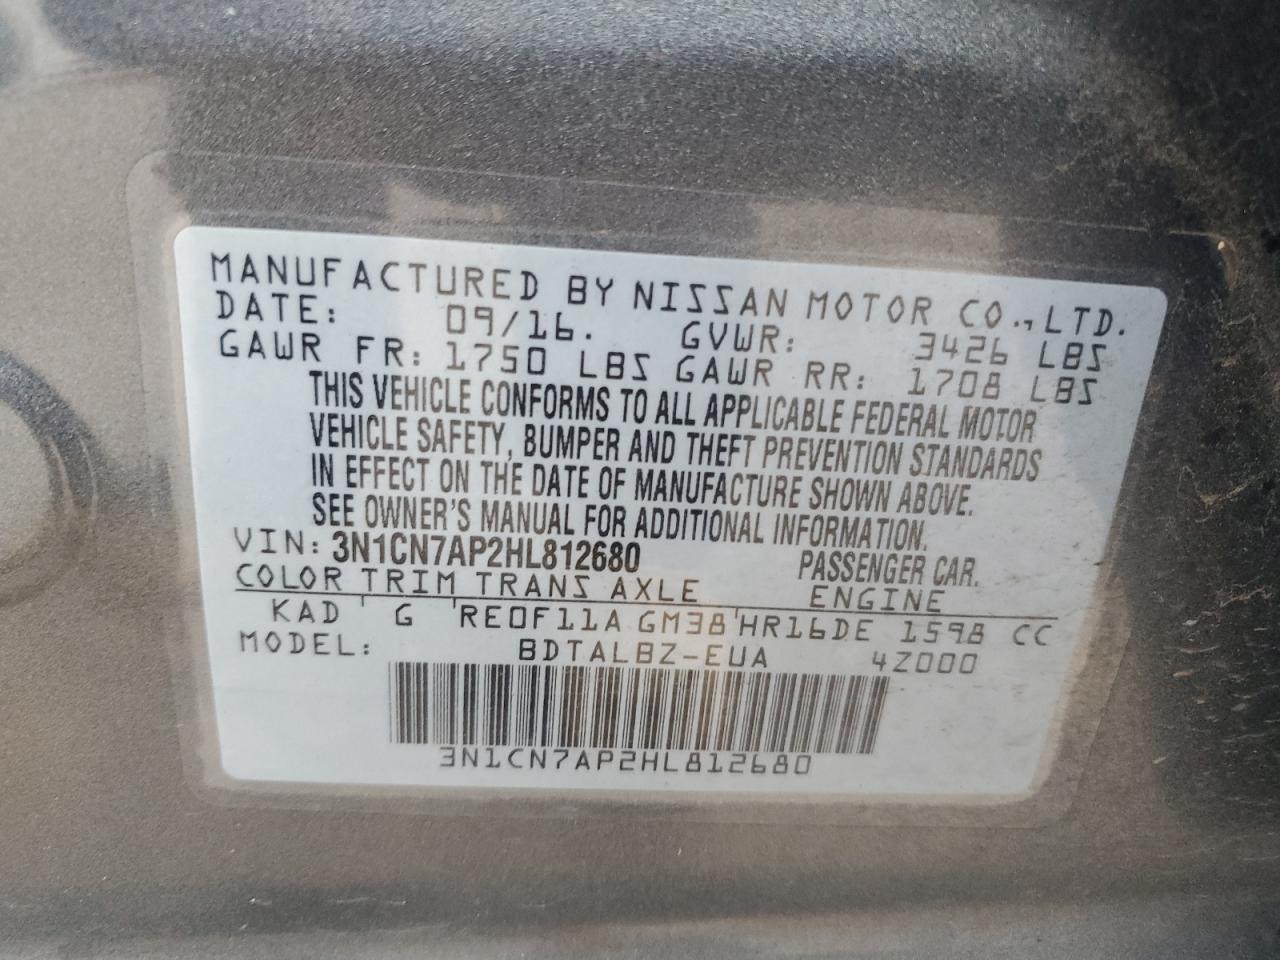 MANUFACTURED BY NISSAN MOTOR CO., LTD.
DATE: 09/16. GVWR: 3426 LBS
GAWR FR: 1750 LBS GAWR RR: 1708 LBS
THIS VEHICLE CONFORMS TO ALL APPLICABLE FEDERAL MOTOR
VEHICLE SAFETY, BUMPER AND THEFT PREVENTION STANDARDS
IN EFFECT ON THE DATE OF MANUFACTURE SHOWN ABOVE.
SEE OWNER'S MANUAL FOR ADDITIONAL INFORMATION.
VIN: 3N1CN7AP2HL812680 PASSENGER CAR.
COLOR TRIM TRANS AXLE ENGINE
KAD G RE0F11A GM38 HR16DE 1598 CC
MODEL: BDTALBZ-EUA 4Z000
3N1CN7AP2HL812680